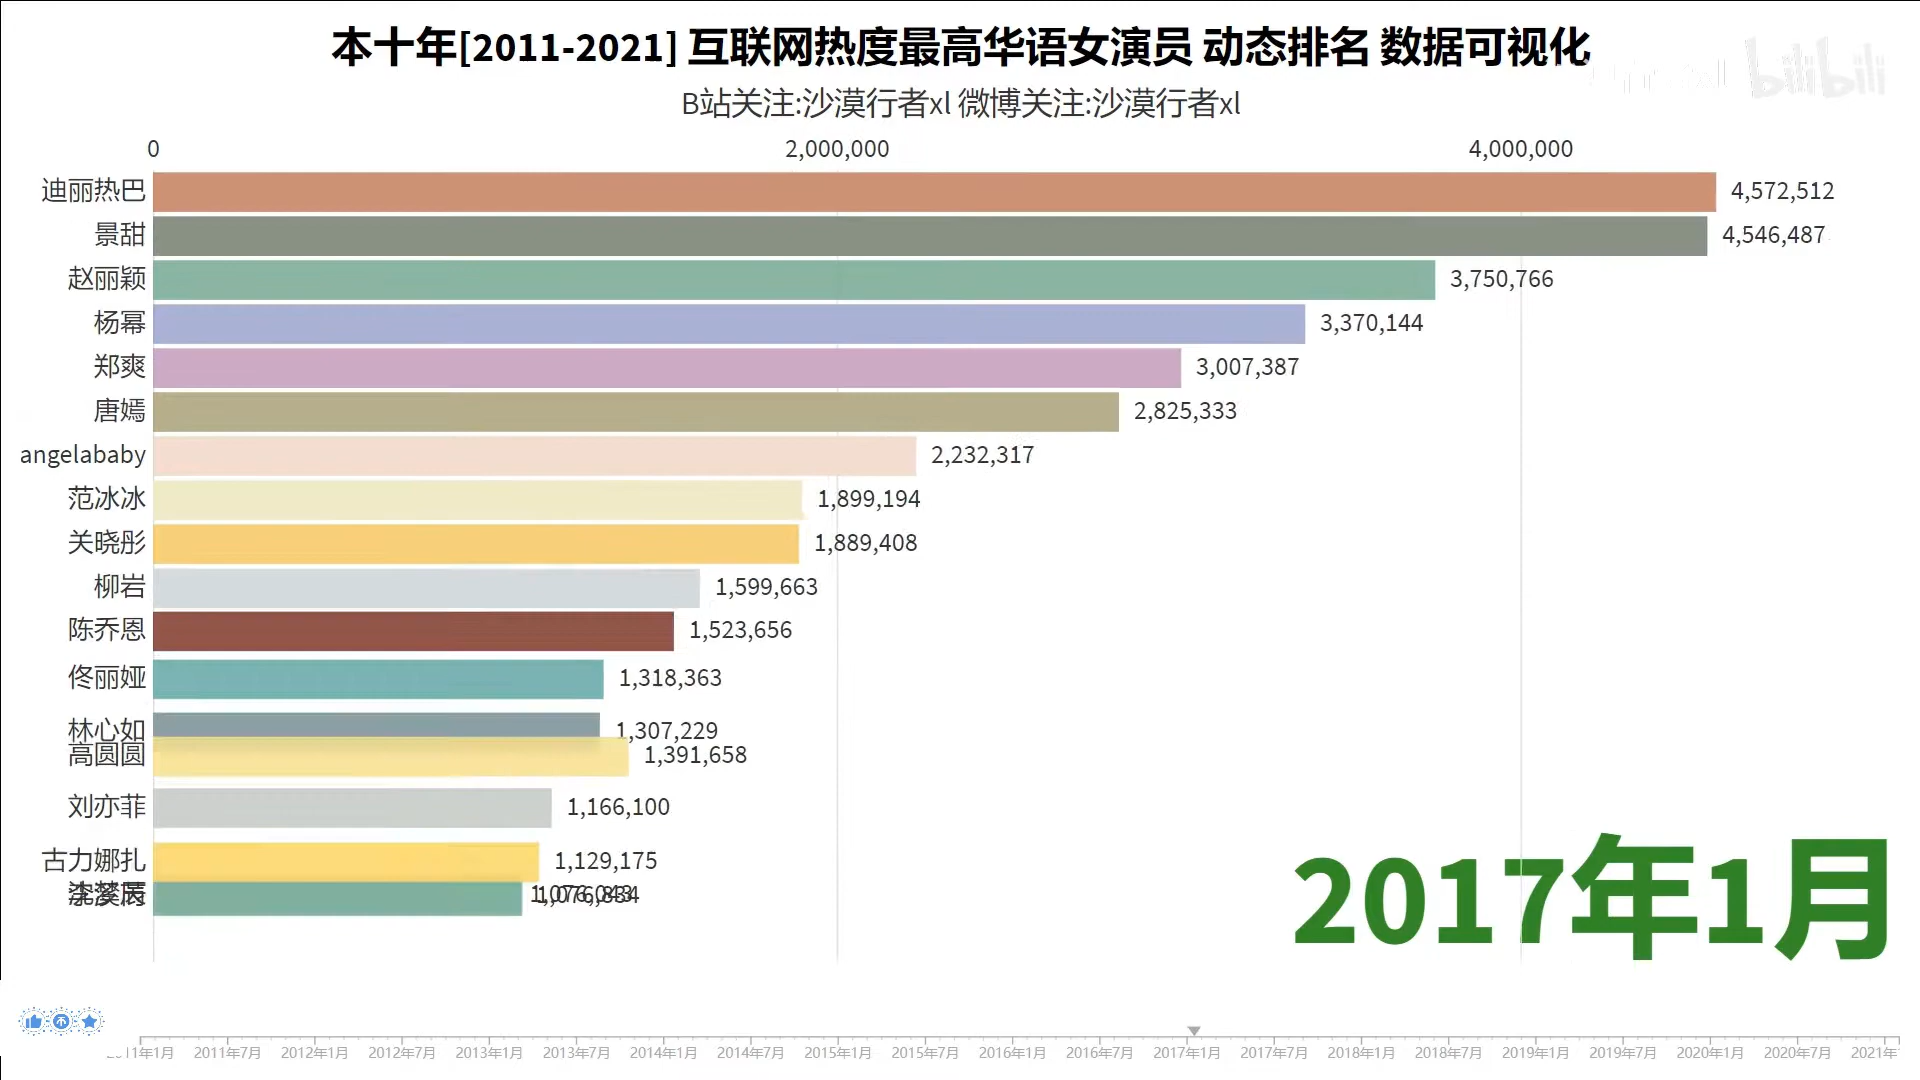 本十年[2011-2021] 互联网热度最高华语女演员 动态排名 数据可视化
bilibili
B站关注:沙漠行者xl 微博关注:沙漠行者xl
0 2,000,000 4,000,000
迪丽热巴 4,572,512
景甜 4,546,487
赵丽颖 3,750,766
杨幂 3,370,144
郑爽 3,007,387
唐嫣 2,825,333
angelababy 2,232,317
范冰冰 1,899,194
关晓彤 1,889,408
柳岩 1,599,663
陈乔恩 1,523,656
佟丽娅 1,318,363
林心如 1,307,229
高圆圆 1,391,658
刘亦菲 1,166,100
古力娜扎 1,129,175
2017年1月
11年1月 2011年7月 2012年1月 2012年7月 2013年1月 2013年7月 2014年1月 2014年7月 2015年1月 2015年7月 2016年1月 2016年7月 2017年1月 2017年7月 2018年1月 2018年7月 2019年1月 2019年7月 2020年1月 2020年7月 2021年